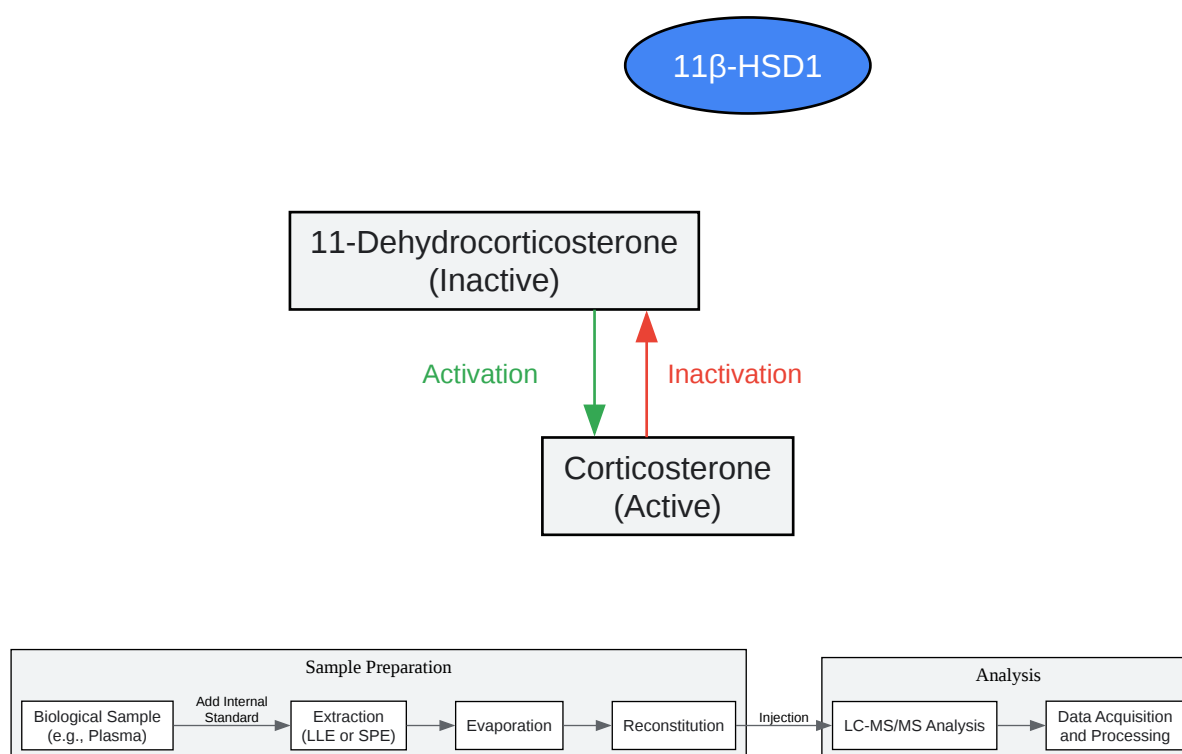 11β-HSD1
11-Dehydrocorticosterone
(Inactive)
Activation
Inactivation
Corticosterone
(Active)
Sample Preparation
Biological Sample
(e.g., Plasma)
Add Internal
Standard
Extraction
(LLE or SPE)
Evaporation
Reconstitution
Injection
Analysis
LC-MS/MS Analysis
Data Acquisition
and Processing